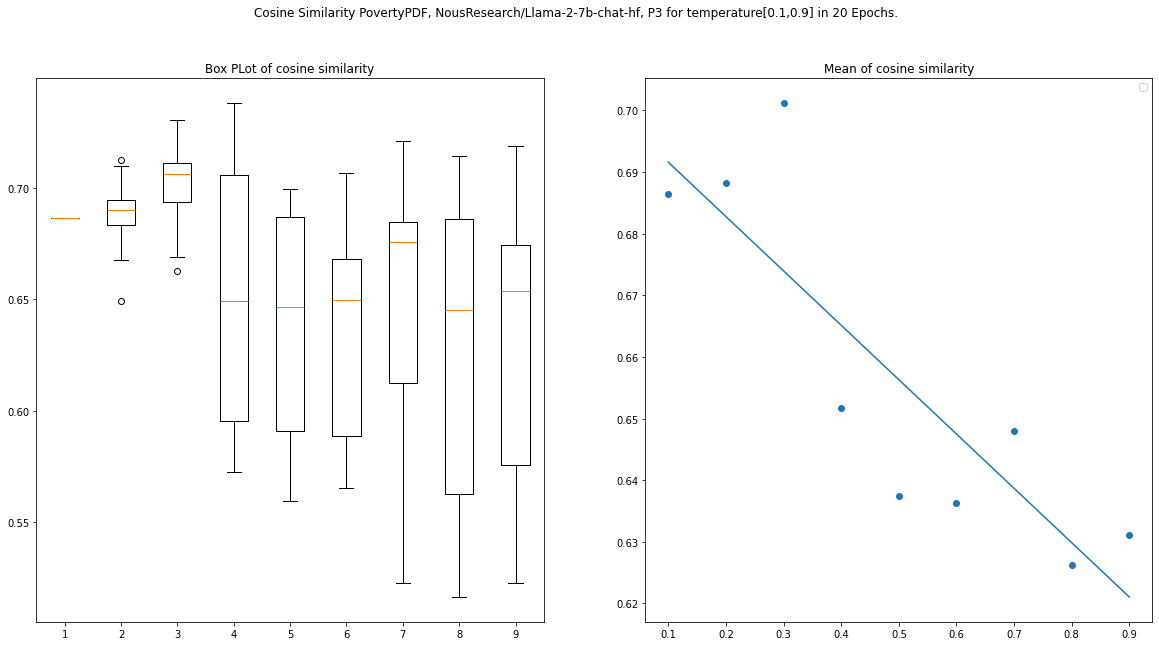 Cosine Similarity PovertyPDF, NousResearch/Llama-2-7b-chat-hf, P3 for temperature[0.1,0.9] in 20 Epochs.
Box PLot of cosine similarity
0.70
0.65
0.60
0.55
1 2 3 4 5 6 7 8 9
Mean of cosine similarity
0.70
0.69
0.68
0.67
0.66
0.65
0.64
0.63
0.62
0.1 0.2 0.3 0.4 0.5 0.6 0.7 0.8 0.9